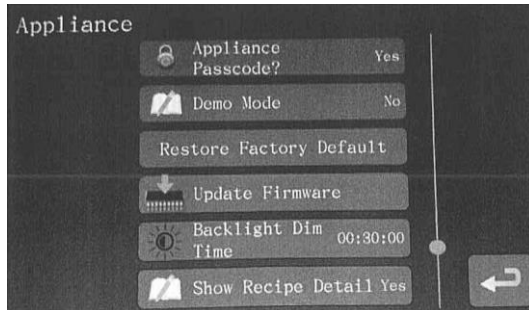 Appliance
Appliance
Passcode?
Yes
Demo Mode No
Restore Factory Default
Update Firmware
Backlight Dim
Time
00:30:00
Show Recipe Detail Yes